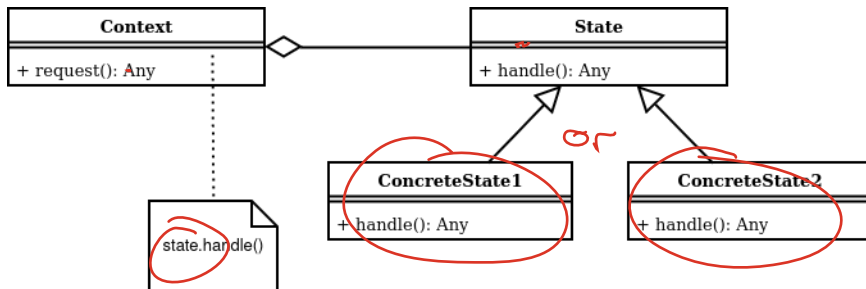 Context
+ request(): Any
State
+ handle(): Any
or
ConcreteState1
+ handle(): Any
ConcreteState2
+ handle(): Any
state.handle()